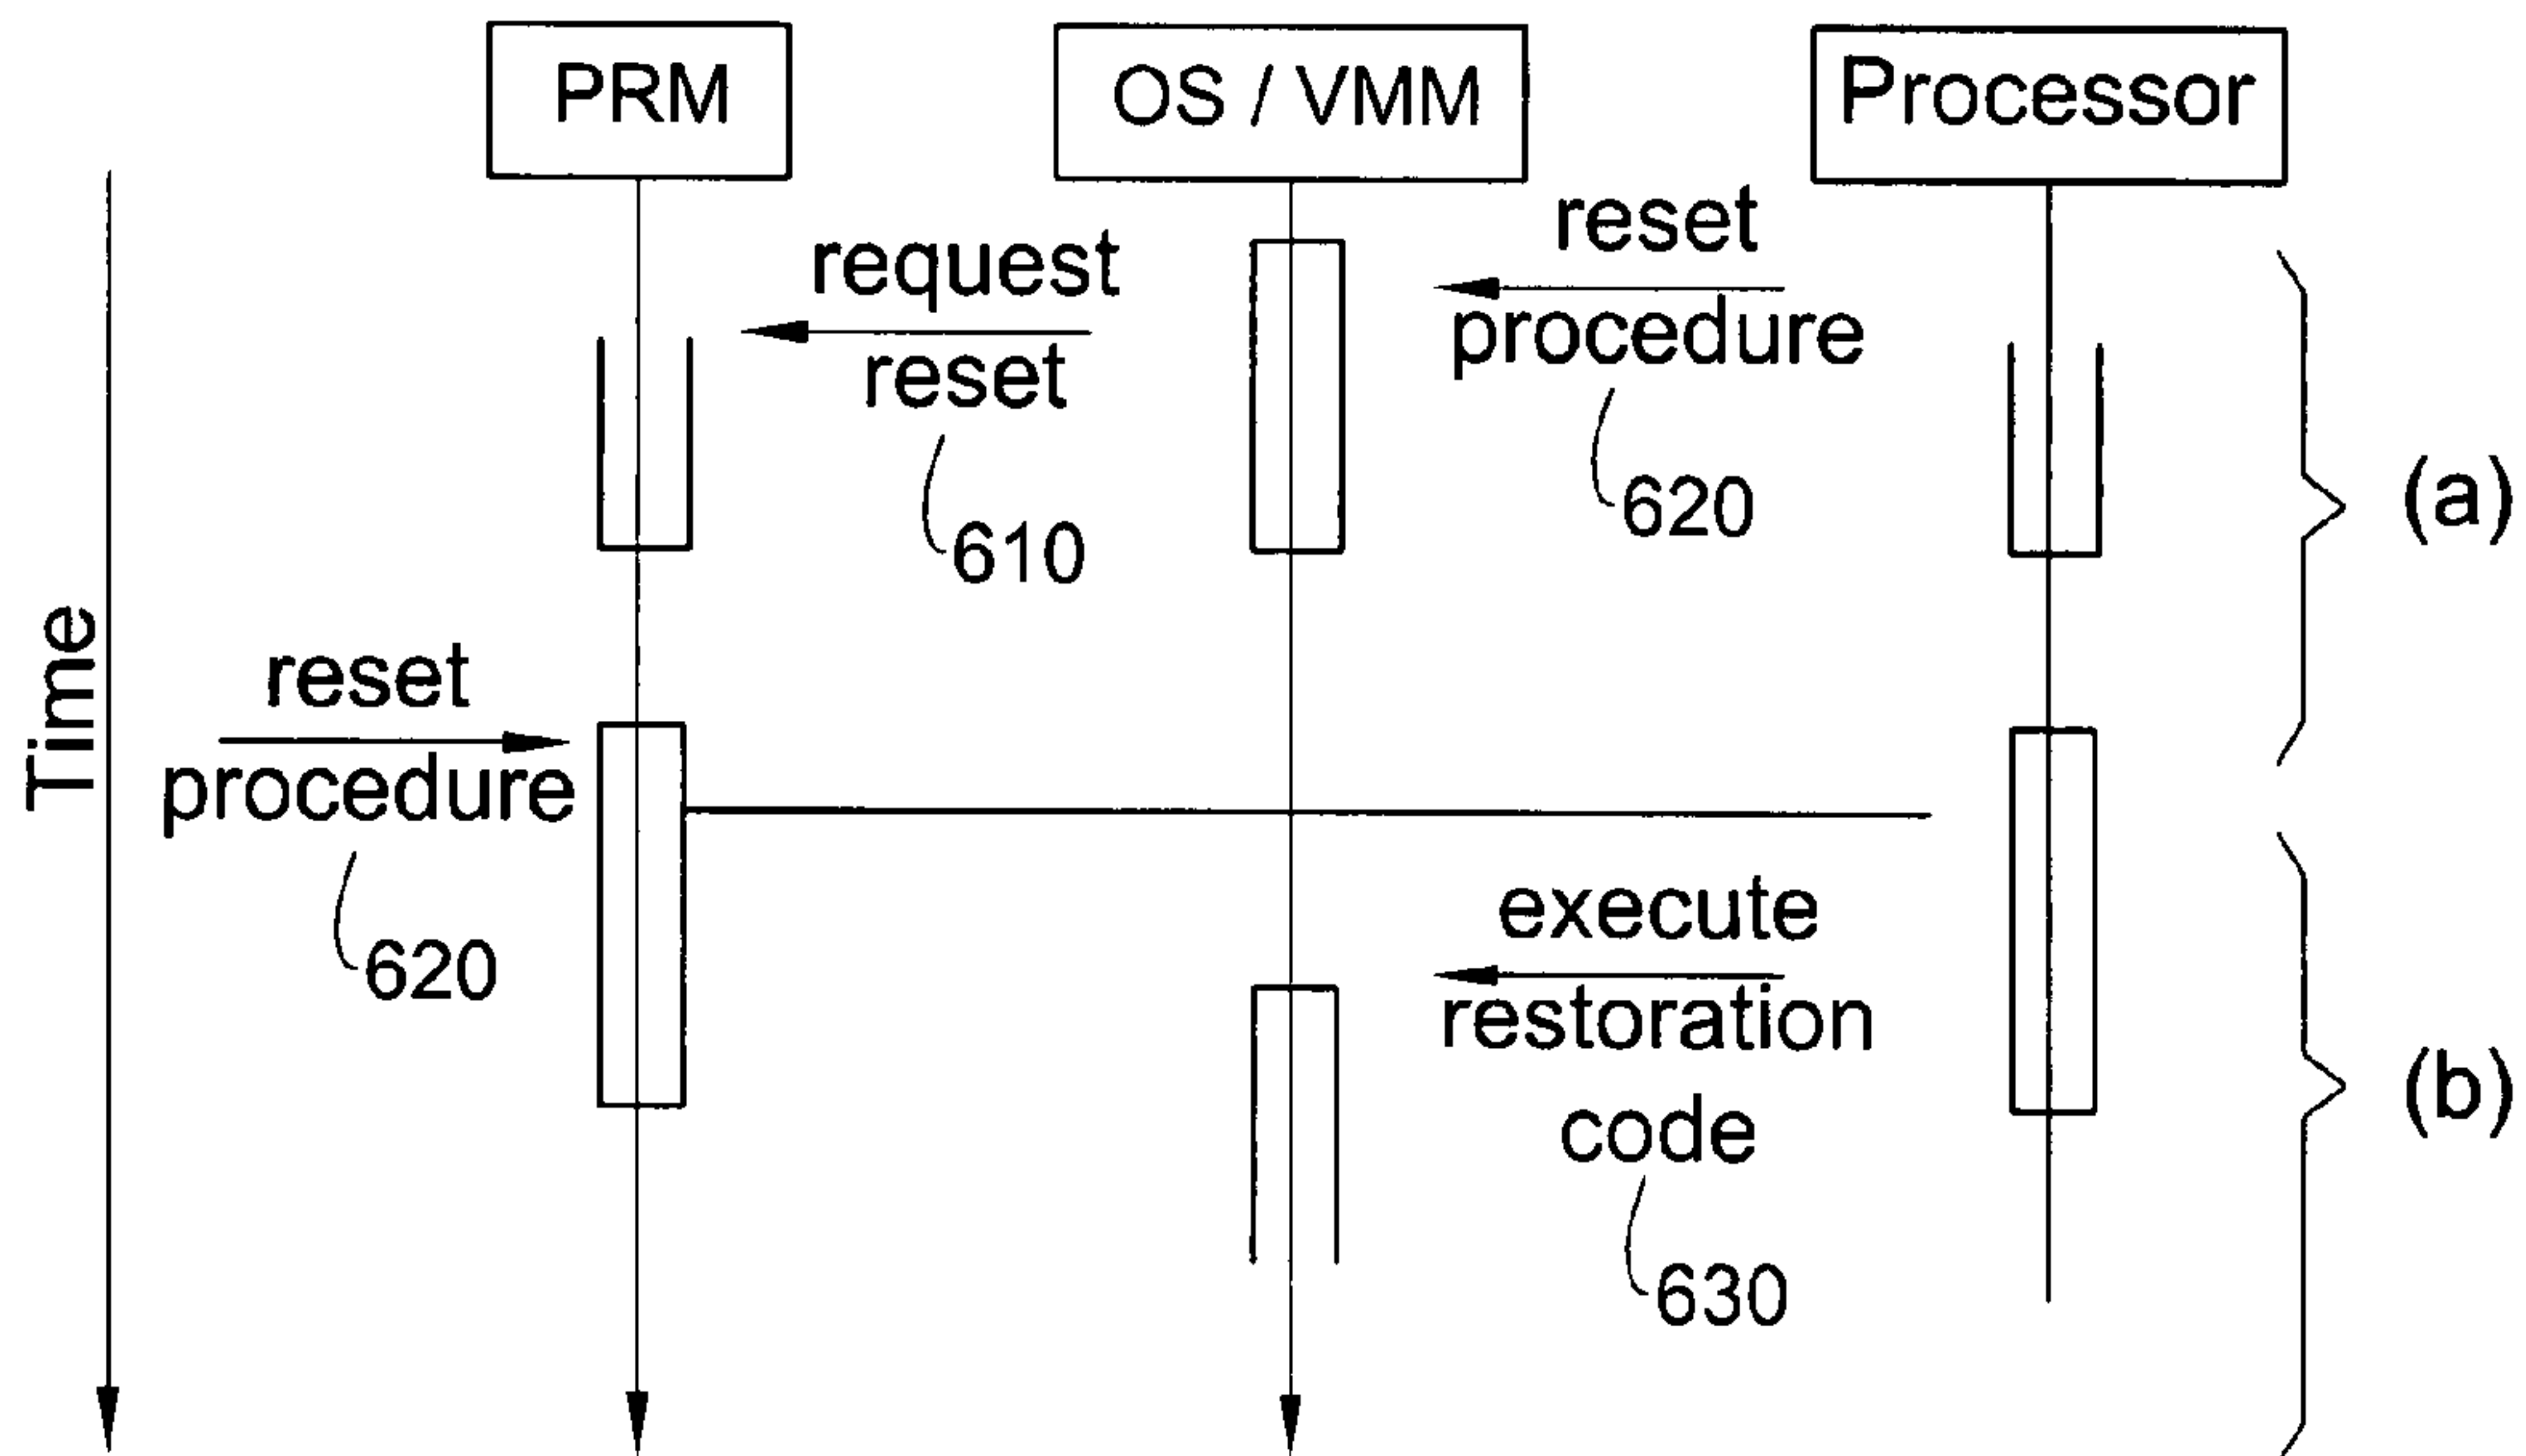 PRM
OS / VMM
Processor
reset
procedure
620
request
reset
610
(a)
Time
reset
procedure
620
execute
restoration
code
630
(b)